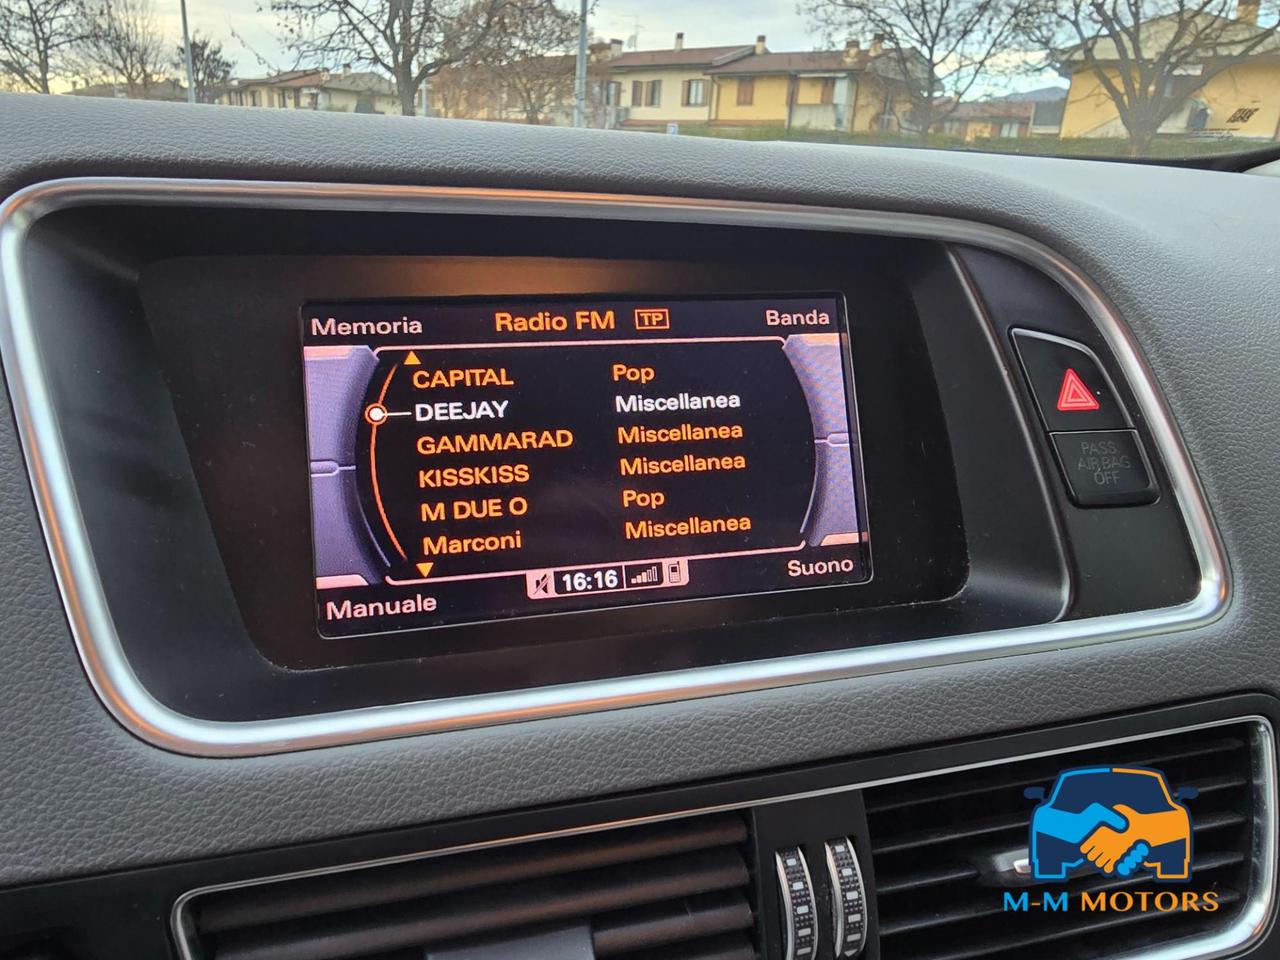 Memoria Radio FM TP Banda
CAPITAL Pop
DEEJAY Miscellanea
GAMMARAD Miscellanea
KISSKISS Miscellanea
M DUE O Pop
Marconi Miscellanea
16:16
Manuale Suono
PASS
AIR BAG
OFF
M-M MOTORS